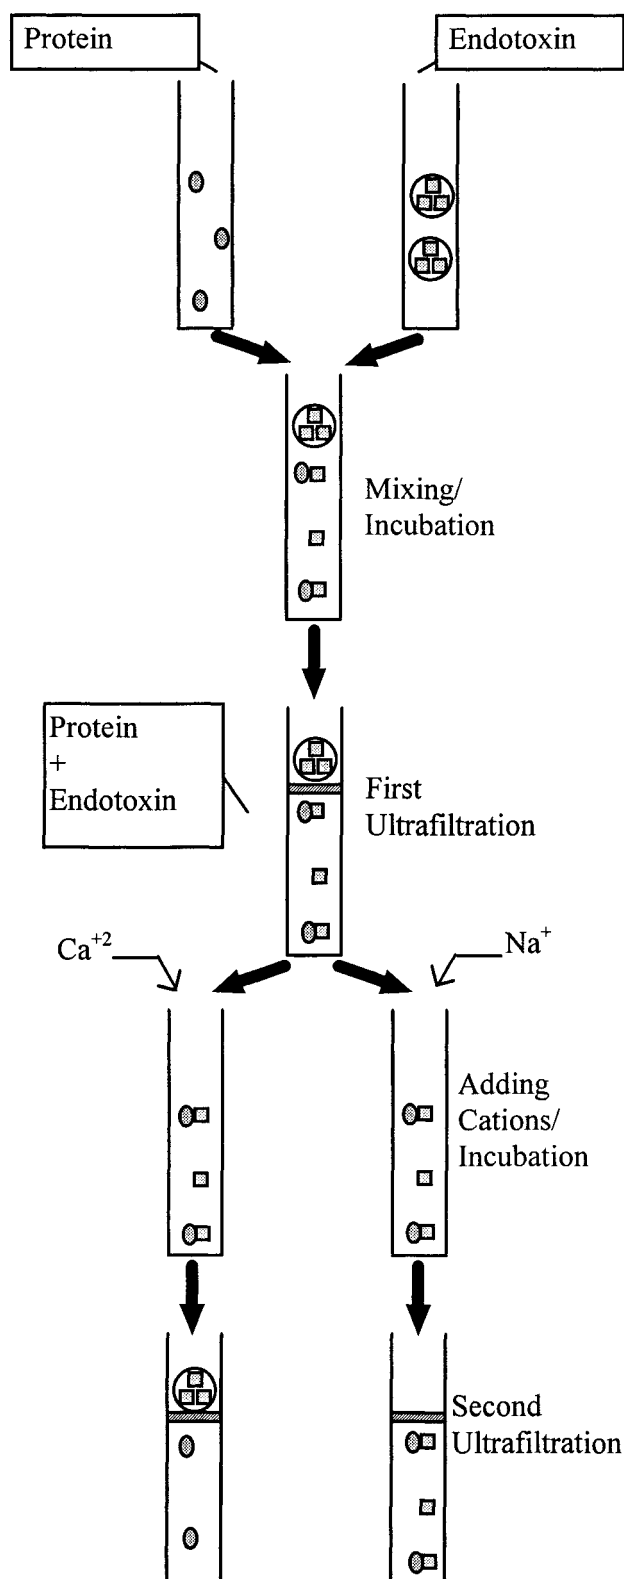 Protein
Endotoxin
Mixing/
Incubation
Protein
+
Endotoxin
First
Ultrafiltration
Ca⁺²
Na⁺
Adding
Cations/
Incubation
Second
Ultrafiltration